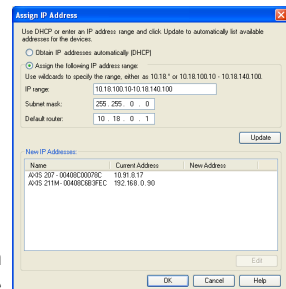 Assign IP Address
Use DHCP or enter an IP address range and click Update to automatically list available
addresses for the devices.
Obtain IP addresses automatically (DHCP)
Assign the following IP address range:
Use wildcards to specify the range, either as 10.18.* or 10.18.100.10 - 10.18.140.100.
IP range: 10.18.100.10-10.18.140.100
Subnet mask: 255 . 255 . 0 . 0
Default router: 10 . 18 . 0 . 1
Update
New IP Addresses:
Name Current Address New Address
AXIS 207 - 00408C00078C 10.91.8.17
AXIS 211M - 00408C6B3FEC 192.168.0.90
Edit
OK Cancel Help